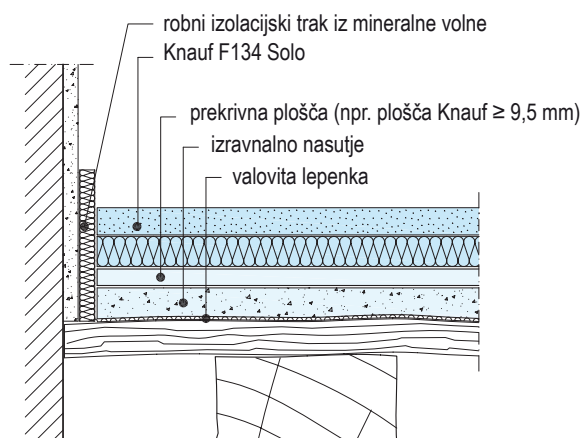 robni izolacijski trak iz mineralne volne
Knauf F134 Solo
prekrivna plošča (npr. plošča Knauf ≥ 9,5 mm)
izravnalno nasutje
valovita lepenka